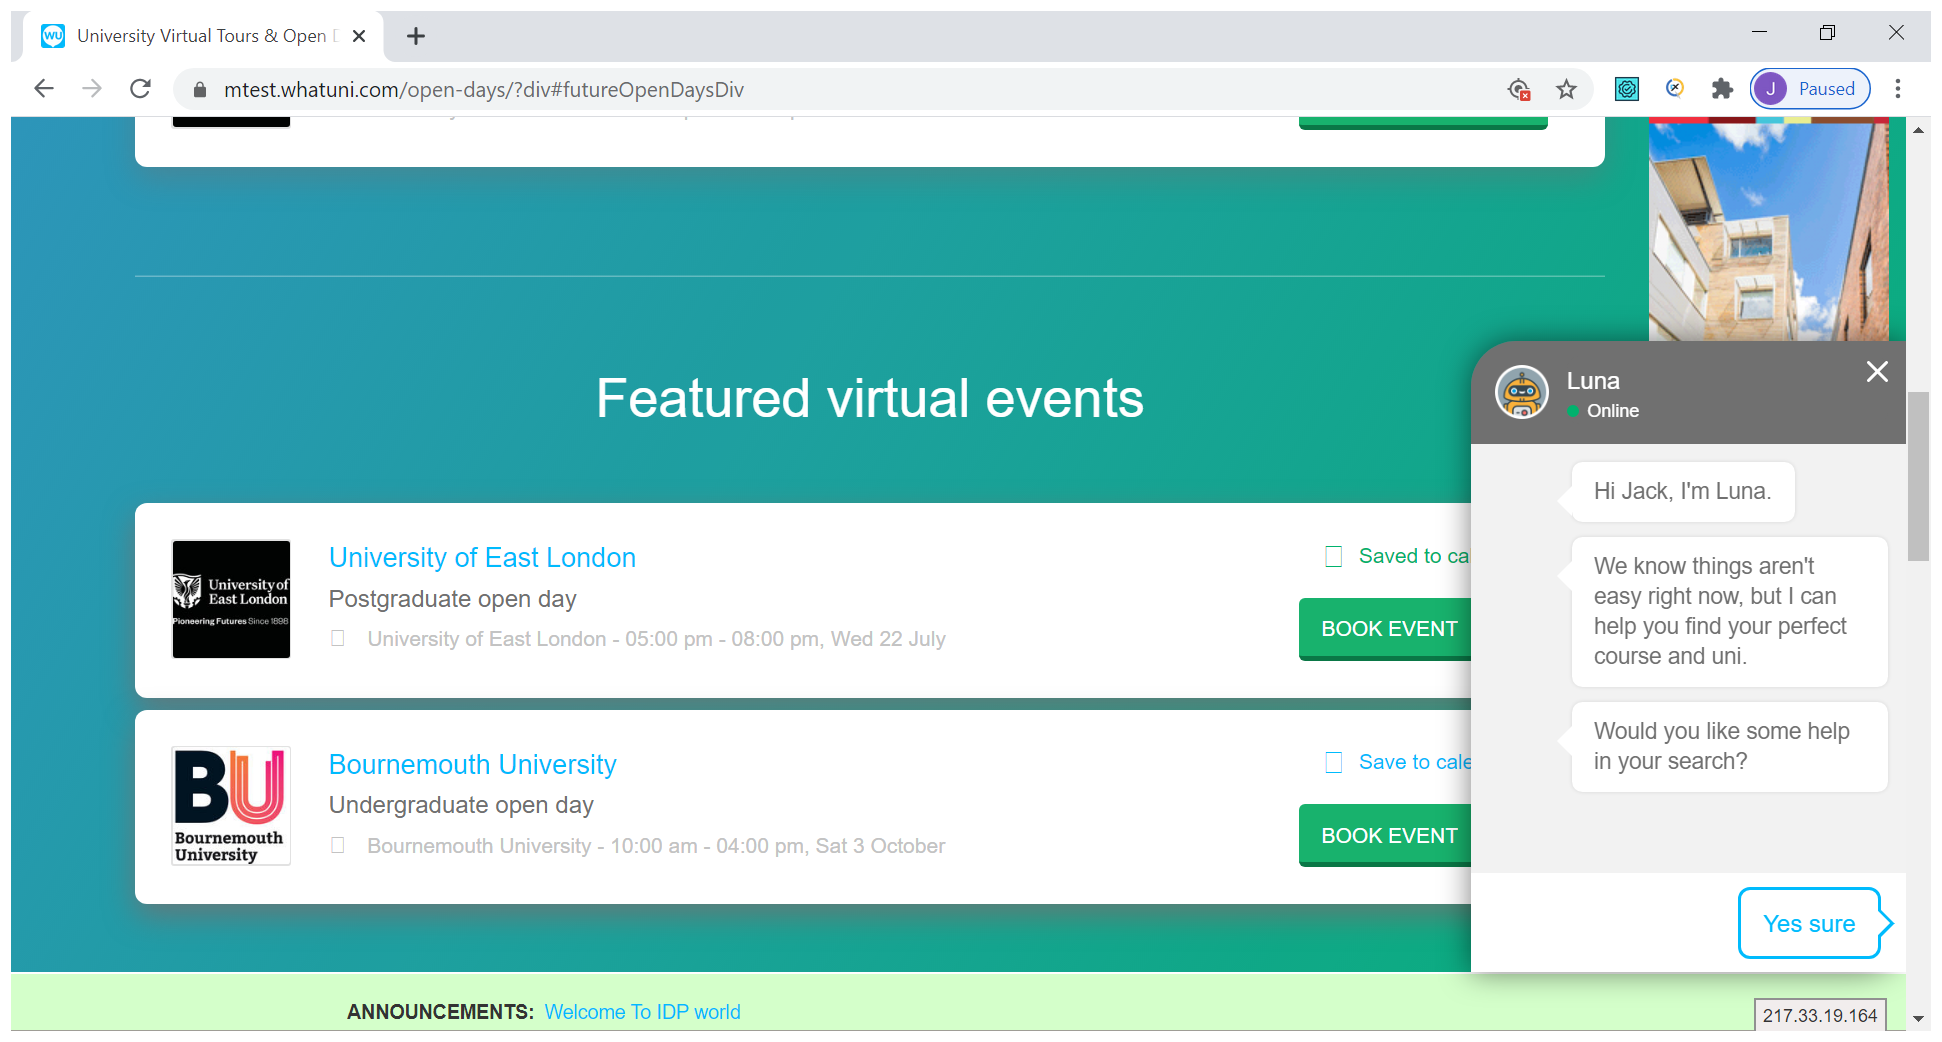 University Virtual Tours & Open
mtest.whatuni.com/open-days/?div#futureOpenDaysDiv
J Paused
Featured virtual events
University of East London
Pioneering Futures Since 1898
University of East London
Postgraduate open day
University of East London - 05:00 pm - 08:00 pm, Wed 22 July
Saved to ca
BOOK EVENT
BU
Bournemouth
University
Bournemouth University
Undergraduate open day
Bournemouth University - 10:00 am - 04:00 pm, Sat 3 October
Save to cale
BOOK EVENT
Luna
Online
Hi Jack, I'm Luna.
We know things aren't
easy right now, but I can
help you find your perfect
course and uni.
Would you like some help
in your search?
Yes sure
ANNOUNCEMENTS: Welcome To IDP world
217.33.19.164